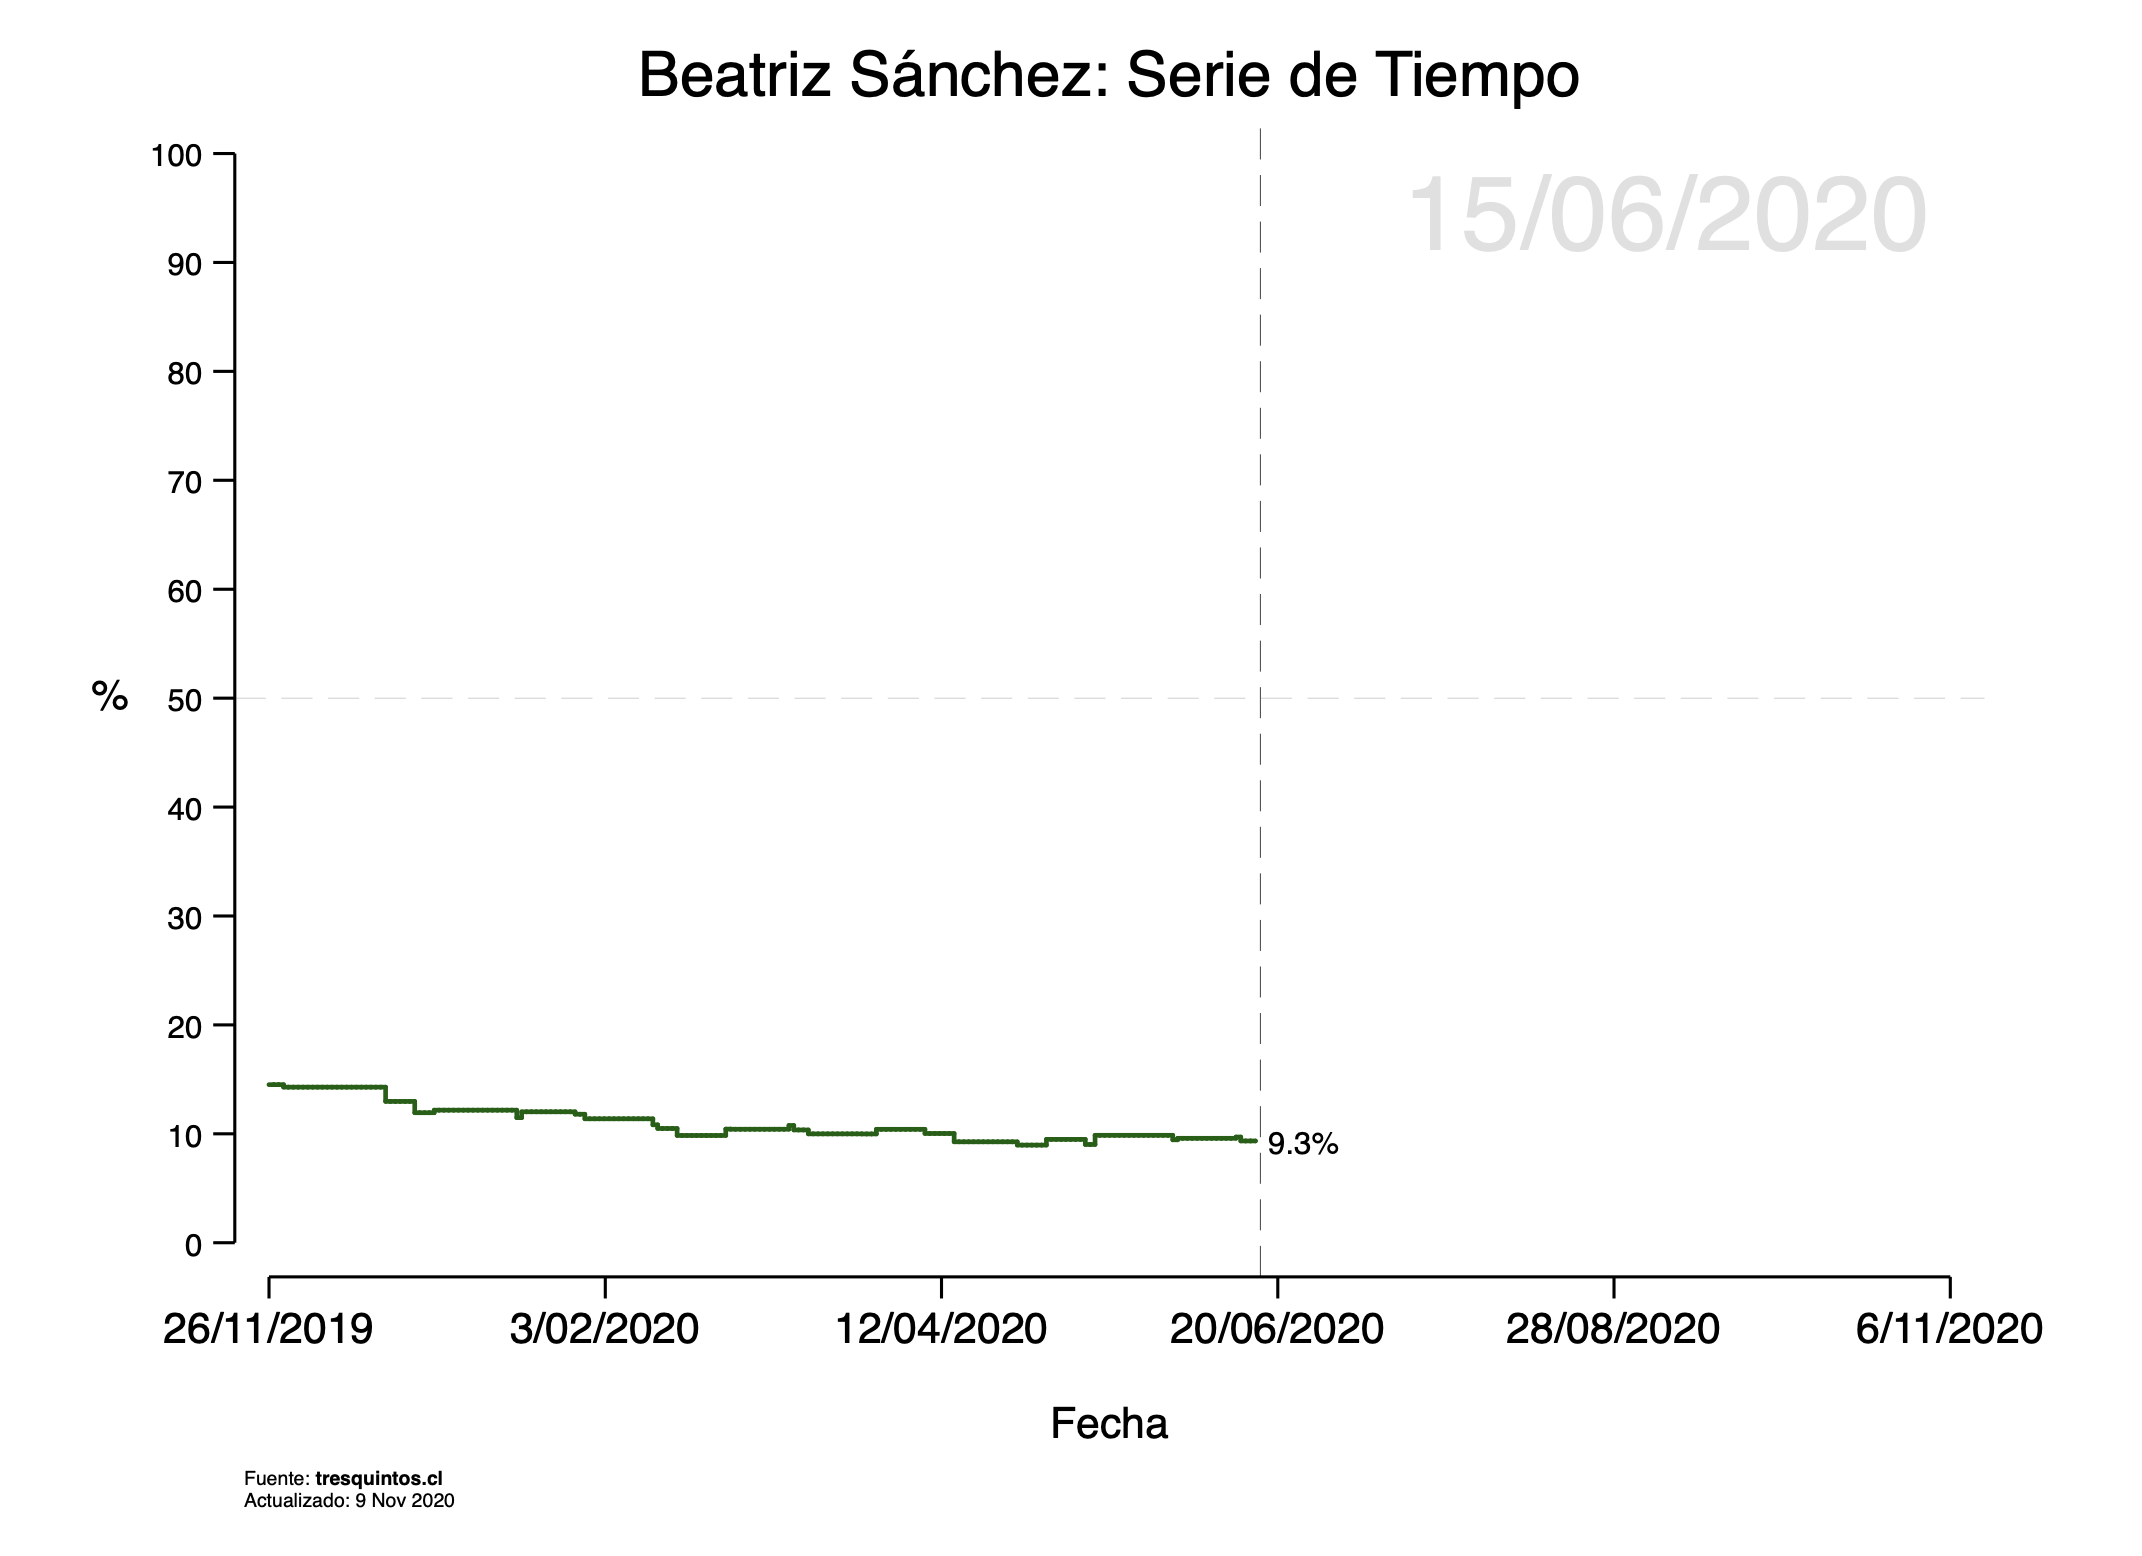 Beatriz Sánchez: Serie de Tiempo
15/06/2020
100
90
80
70
60
%
50
40
30
20
10
0
9.3%
26/11/2019 3/02/2020 12/04/2020 20/06/2020 28/08/2020 6/11/2020
Fecha
Fuente: tresquintos.cl
Actualizado: 9 Nov 2020